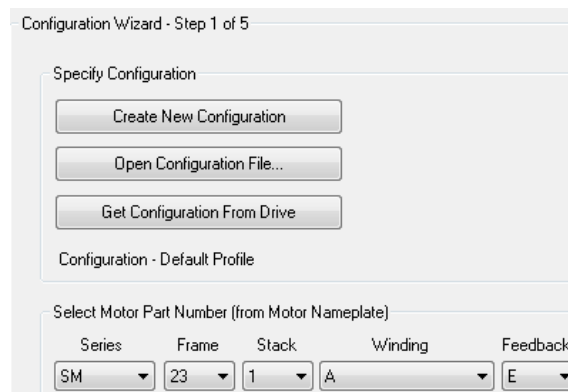 Configuration Wizard - Step 1 of 5
Specify Configuration
Create New Configuration
Open Configuration File...
Get Configuration From Drive
Configuration - Default Profile
Select Motor Part Number (from Motor Nameplate)
Series Frame Stack Winding Feedback
SM 23 1 A E